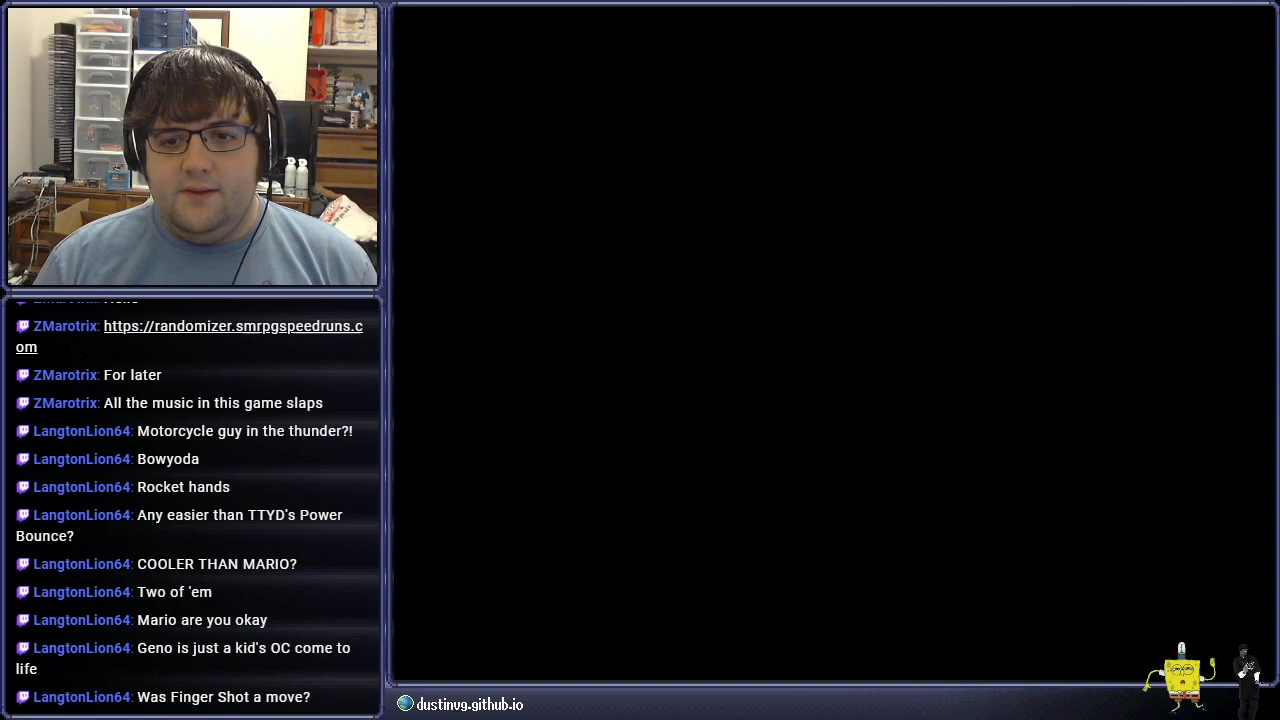 ZMarotrix: https://randomizer.smrpgspeedruns.c
om
ZMarotrix: For later
ZMarotrix: All the music in this game slaps
LangtonLion64: Motorcycle guy in the thunder?!
LangtonLion64: Bowyoda
LangtonLion64: Rocket hands
LangtonLion64: Any easier than TTYD's Power
Bounce?
LangtonLion64: COOLER THAN MARIO?
LangtonLion64: Two of 'em
LangtonLion64: Mario are you okay
LangtonLion64: Geno is just a kid's OC come to
life
LangtonLion64: Was Finger Shot a move?
dustinvg.github.io